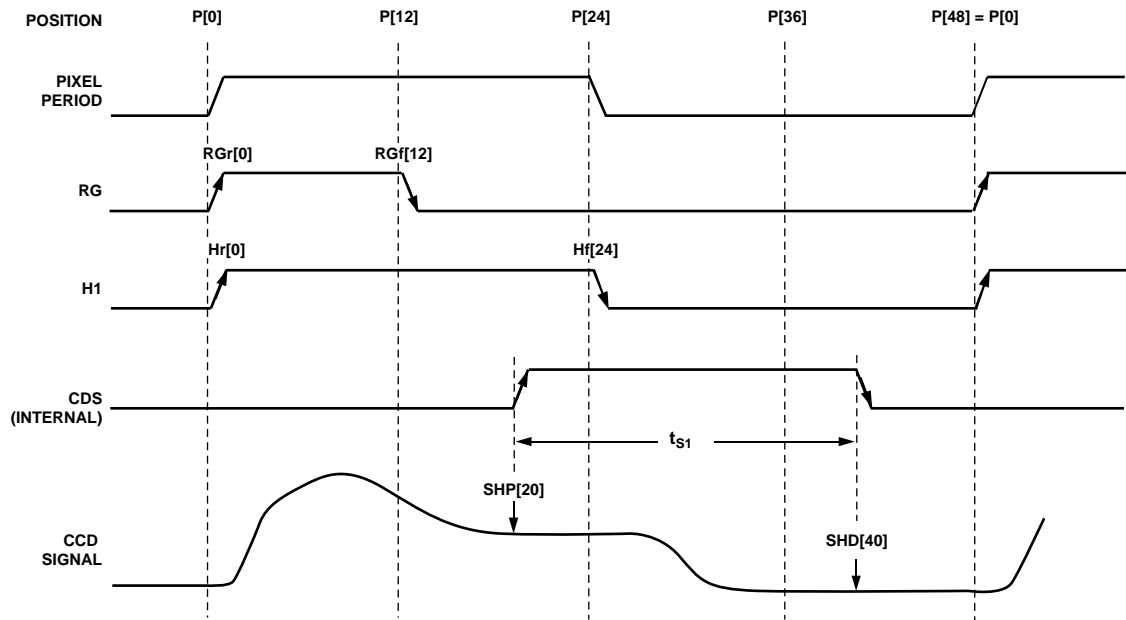 POSITION P[0] P[12] P[24] P[36] P[48] = P[0]
PIXEL
PERIOD
RGr[0] RGf[12]
RG
Hr[0] Hf[24]
H1
CDS
(INTERNAL)
tS1
SHP[20]
CCD
SIGNAL
SHD[40]